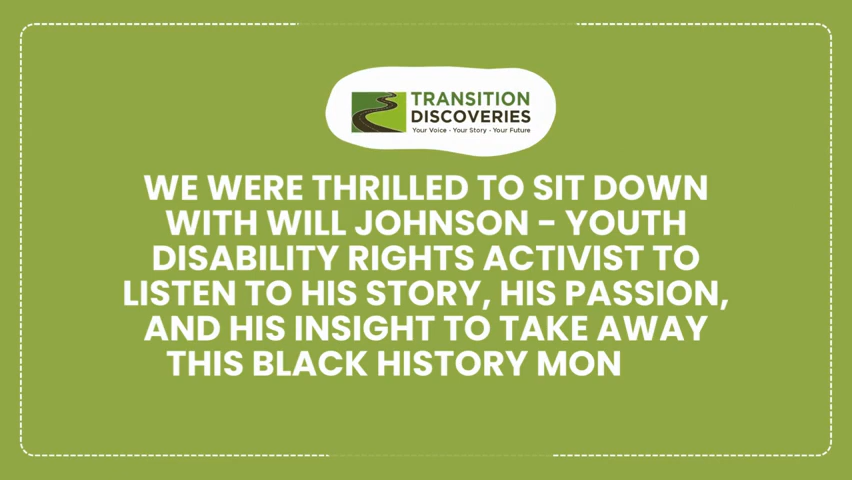 TRANSITION
DISCOVERIES
Your Voice - Your Story - Your Future
WE WERE THRILLED TO SIT DOWN
WITH WILL JOHNSON - YOUTH
DISABILITY RIGHTS ACTIVIST TO
LISTEN TO HIS STORY, HIS PASSION,
AND HIS INSIGHT TO TAKE AWAY
THIS BLACK HISTORY MON